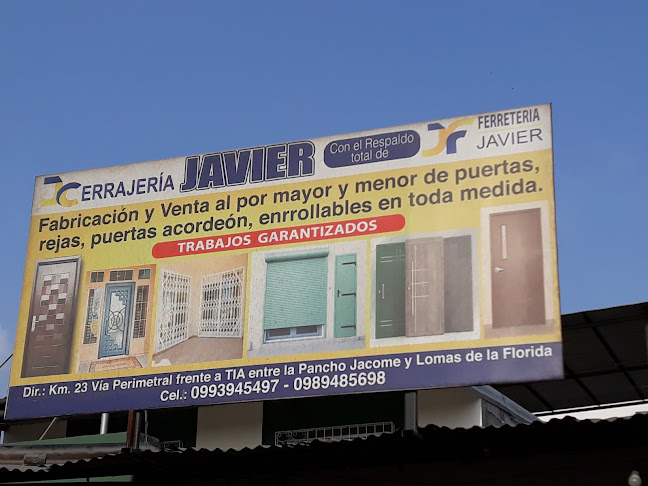 CERRAJERÍA JAVIER
Con el Respaldo
total de
FERRETERIA
JAVIER
Fabricación y Venta al por mayor y menor de puertas,
rejas, puertas acordeón, enrrollables en toda medida.
TRABAJOS GARANTIZADOS
Dir.: Km. 23 Vía Perimetral frente a TIA entre la Pancho Jacome y Lomas de la Florida
Cel.: 0993945497 - 0989485698